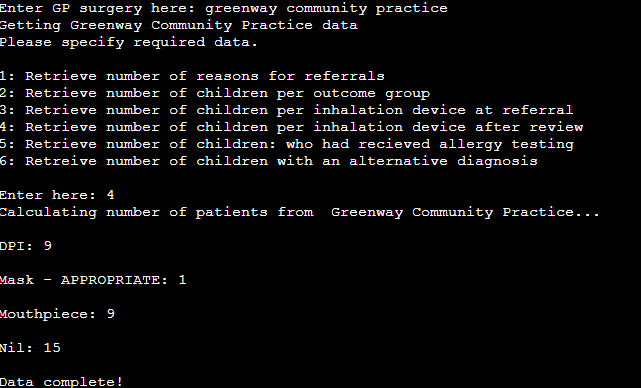 Enter GP surgery here: greenway community practice
Getting Greenway Community Practice data
Please specify required data.
1: Retrieve number of reasons for referrals
2: Retrieve number of children per outcome group
3: Retrieve number of children per inhalation device at referral
4: Retrieve number of children per inhalation device after review
5: Retrieve number of children: who had recieved allergy testing
6: Retreive number of children with an alternative diagnosis
Enter here: 4
Calculating number of patients from  Greenway Community Practice...
DPI: 9
Mask - APPROPRIATE: 1
Mouthpiece: 9
Nil: 15
Data complete!